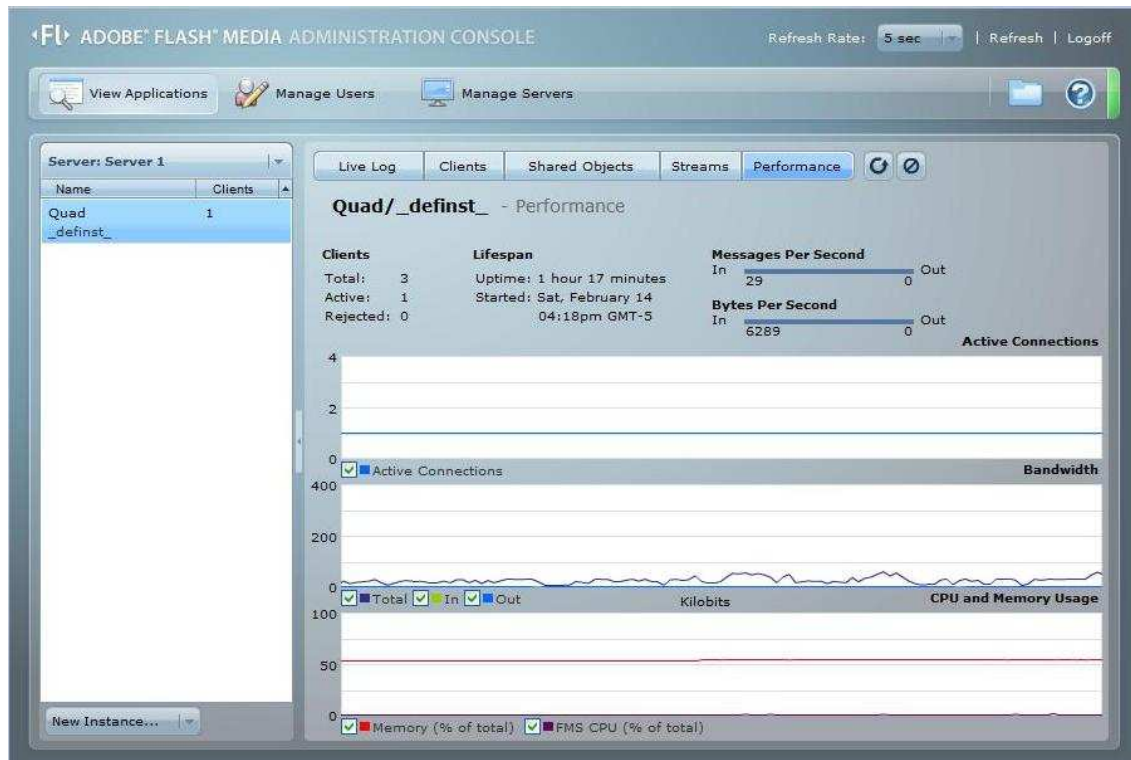 Fl ADOBE® FLASH® MEDIA ADMINISTRATION CONSOLE
Refresh Rate: 5 sec | Refresh | Logoff
View Applications Manage Users Manage Servers ?
Server: Server 1
Name Clients
Quad 1
_definst_
New Instance...
Live Log Clients Shared Objects Streams Performance
Quad/_definst_ - Performance
Clients
Total: 3
Active: 1
Rejected: 0
Lifespan
Uptime: 1 hour 17 minutes
Started: Sat, February 14
04:18pm GMT-5
Messages Per Second
In Out
29 0
Bytes Per Second
In Out
6289 0
Active Connections
4
2
0
Active Connections
Bandwidth
400
200
0
Total In Out Kilobits
CPU and Memory Usage
100
50
0
Memory (% of total) FMS CPU (% of total)